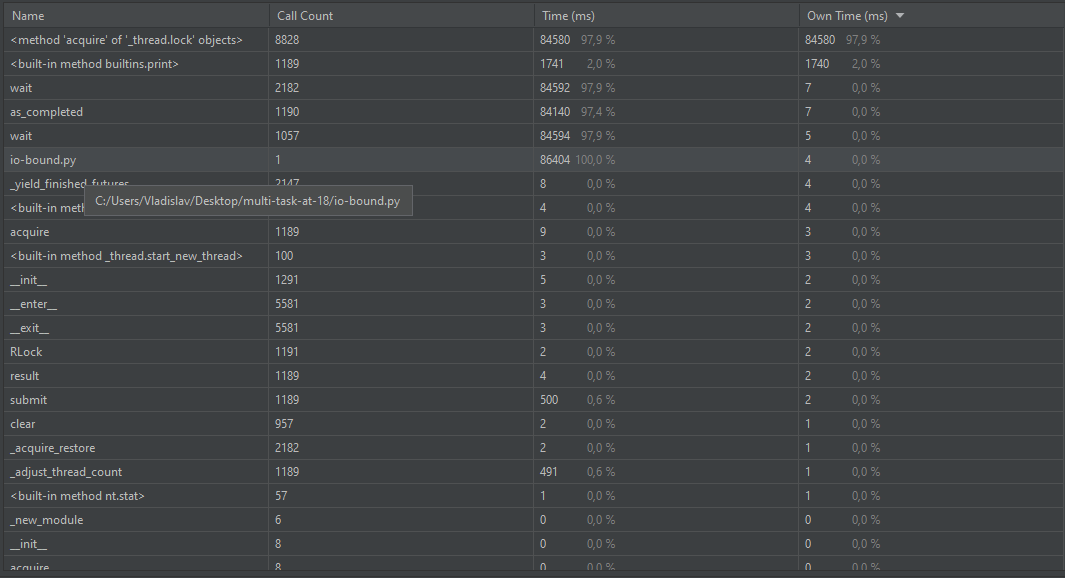 Name Call Count Time (ms) Own Time (ms)
<method 'acquire' of '_thread.lock' objects> 8828 84580 97,9 % 84580 97,9 %
<built-in method builtins.print> 1189 1741 2,0 % 1740 2,0 %
wait 2182 84592 97,9 % 7 0,0 %
as_completed 1190 84140 97,4 % 7 0,0 %
wait 1057 84594 97,9 % 5 0,0 %
io-bound.py 1 86404 100,0 % 4 0,0 %
_yield_finished_futures 2147 8 0,0 % 4 0,0 %
C:/Users/Vladislav/Desktop/multi-task-at-18/io-bound.py
<built-in meth 4 0,0 % 4 0,0 %
acquire 1189 9 0,0 % 3 0,0 %
<built-in method _thread.start_new_thread> 100 3 0,0 % 3 0,0 %
__init__ 1291 5 0,0 % 2 0,0 %
__enter__ 5581 3 0,0 % 2 0,0 %
__exit__ 5581 3 0,0 % 2 0,0 %
RLock 1191 2 0,0 % 2 0,0 %
result 1189 4 0,0 % 2 0,0 %
submit 1189 500 0,6 % 2 0,0 %
clear 957 2 0,0 % 1 0,0 %
_acquire_restore 2182 2 0,0 % 1 0,0 %
_adjust_thread_count 1189 491 0,6 % 1 0,0 %
<built-in method nt.stat> 57 1 0,0 % 1 0,0 %
_new_module 6 0 0,0 % 0 0,0 %
__init__ 8 0 0,0 % 0 0,0 %
acquire 8 0 0,0 % 0 0,0 %